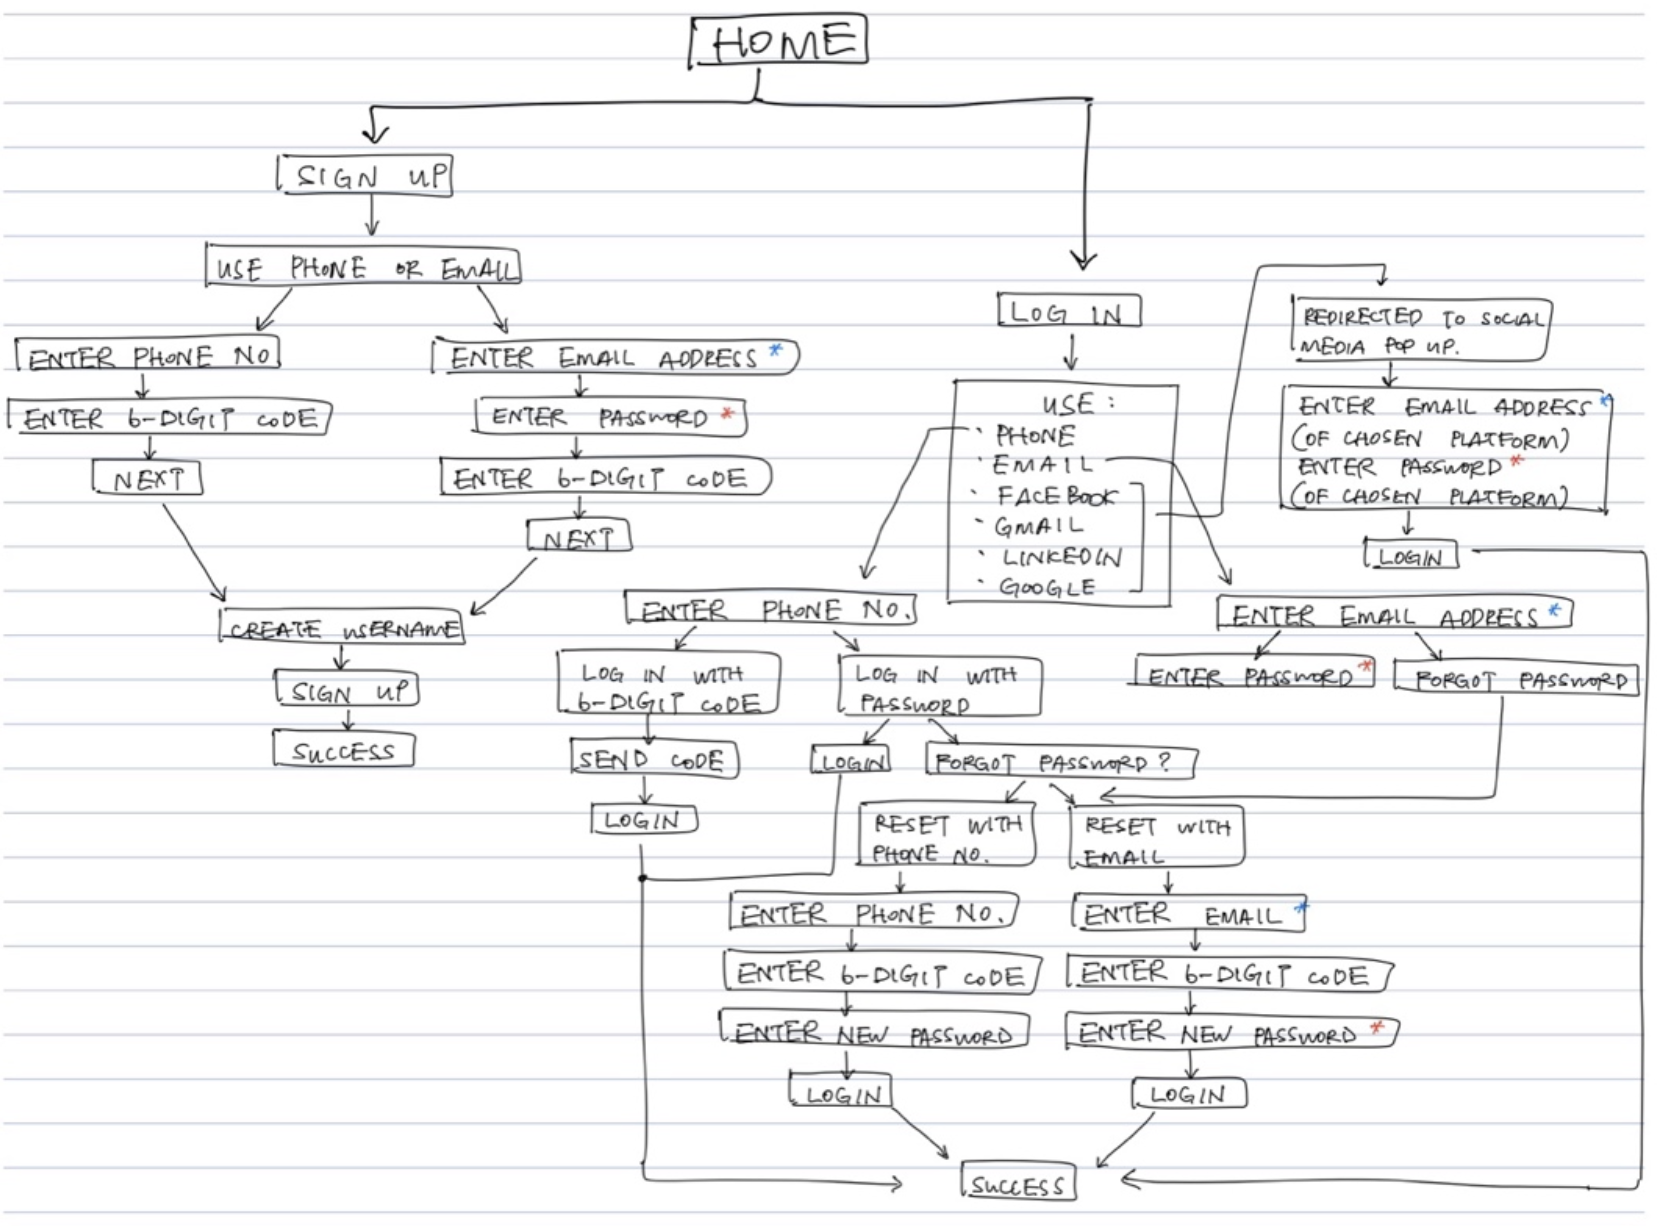 HOME
SIGN UP
USE PHONE OR EMAIL
ENTER PHONE NO
ENTER 6-DIGIT CODE
NEXT
ENTER EMAIL ADDRESS *
ENTER PASSWORD *
ENTER 6-DIGIT CODE
NEXT
CREATE USERNAME
SIGN UP
SUCCESS
LOG IN
USE :
· PHONE
· EMAIL
· FACEBOOK
· GMAIL
· LINKEDIN
· GOOGLE
REDIRECTED TO SOCIAL
MEDIA POP UP.
ENTER EMAIL ADDRESS *
(OF CHOSEN PLATFORM)
ENTER PASSWORD *
(OF CHOSEN PLATFORM)
LOGIN
ENTER PHONE NO.
LOG IN WITH
6-DIGIT CODE
SEND CODE
LOGIN
LOG IN WITH
PASSWORD
LOGIN
FORGOT PASSWORD ?
ENTER EMAIL ADDRESS *
ENTER PASSWORD *
FORGOT PASSWORD
RESET WITH
PHONE NO.
ENTER PHONE NO.
ENTER 6-DIGIT CODE
ENTER NEW PASSWORD
LOGIN
RESET WITH
EMAIL
ENTER EMAIL *
ENTER 6-DIGIT CODE
ENTER NEW PASSWORD *
LOGIN
SUCCESS